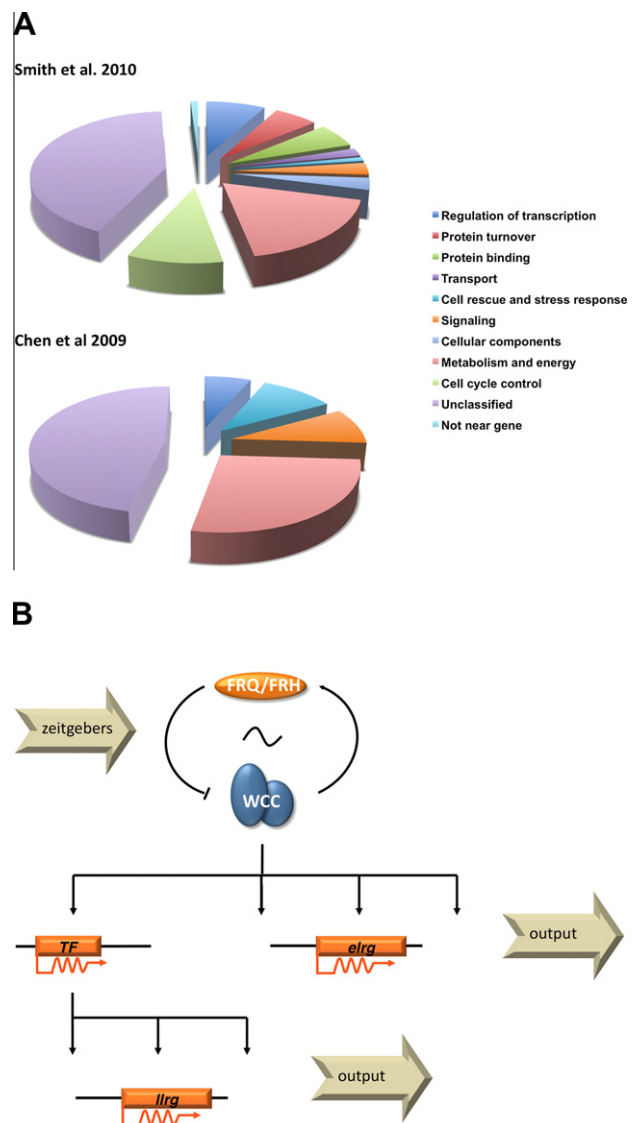 A
Smith et al. 2010
Regulation of transcription
Protein turnover
Protein binding
Transport
Cell rescue and stress response
Signaling
Cellular components
Metabolism and energy
Cell cycle control
Unclassified
Not near gene
Chen et al 2009
B
zeitgebers
FRQ/FRH
WCC
TF
elrg
output
llrg
output